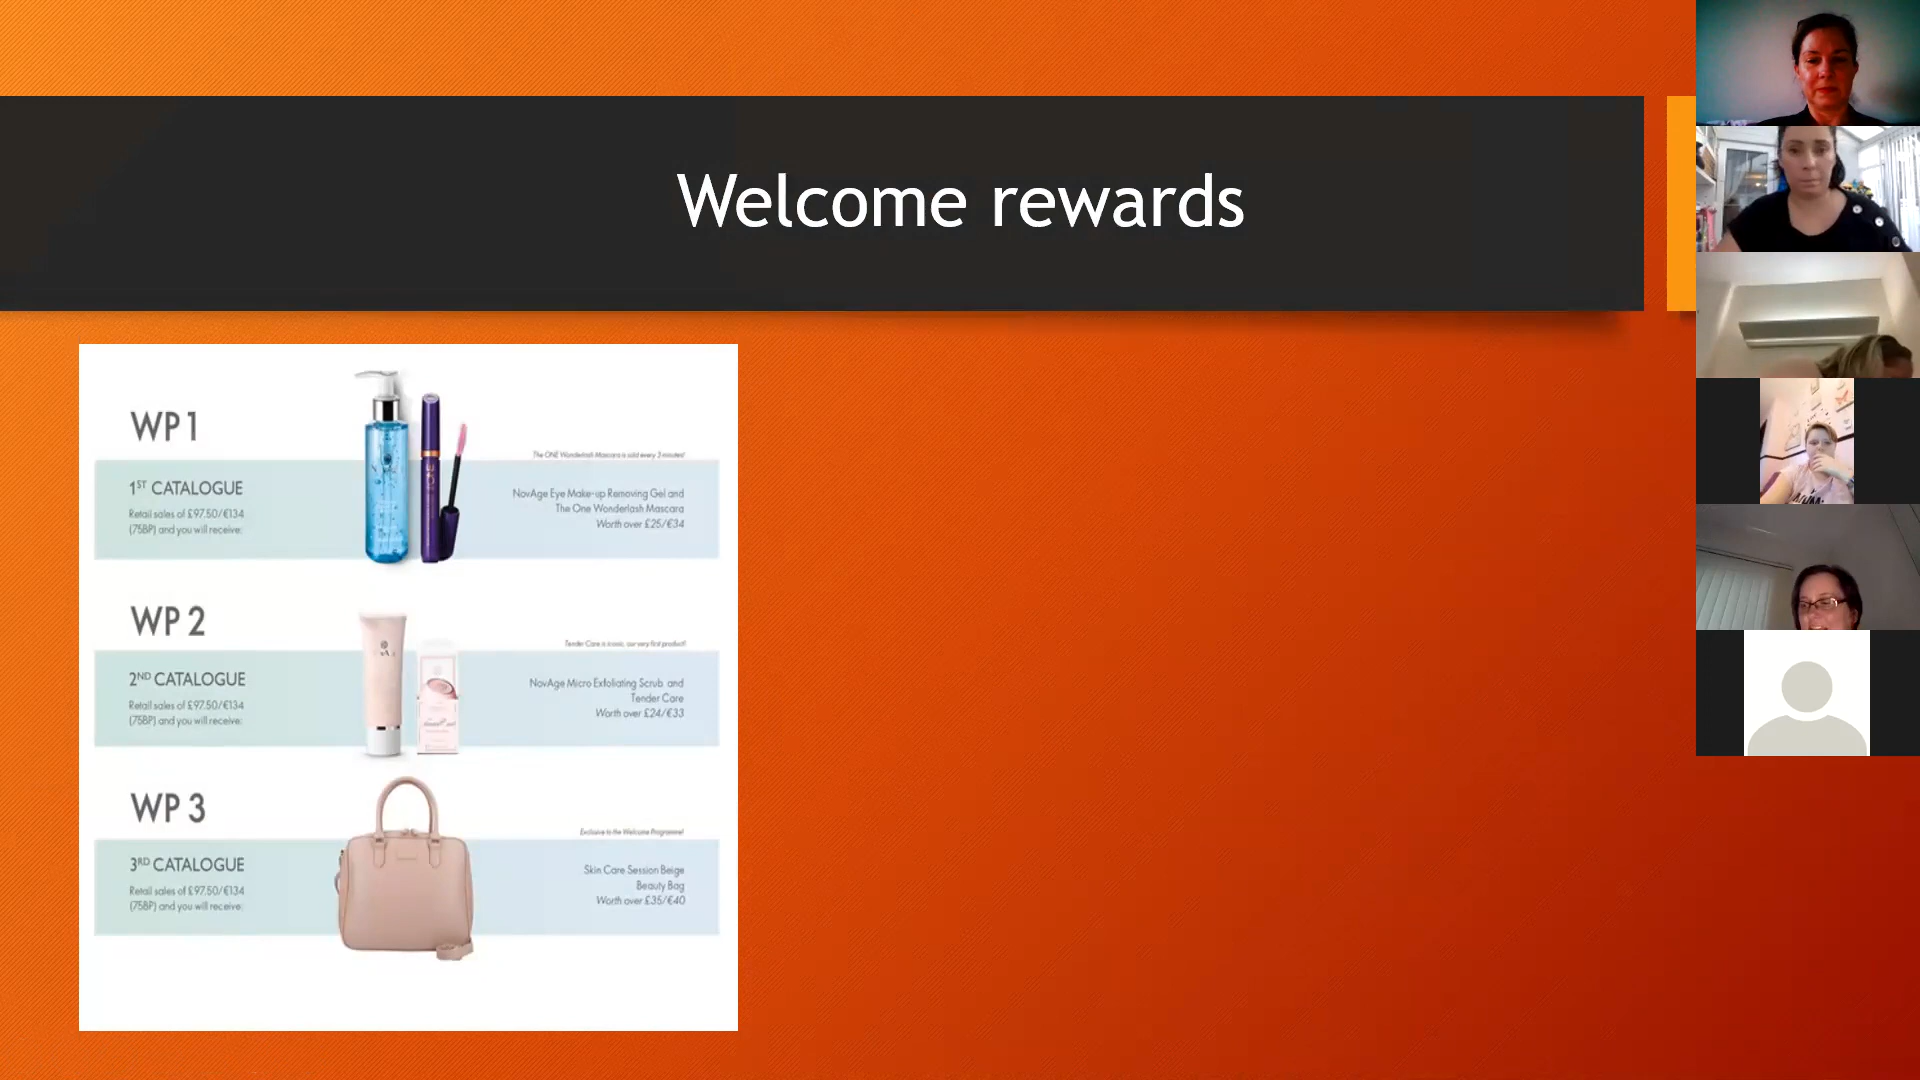 Welcome rewards
WP 1
The ONE Wonderlash Mascara is sold every 3 minutes!
1ST CATALOGUE
Retail sales of £97.50/€134
(75BP) and you will receive:
NovAge Eye Make-up Removing Gel and
The One Wonderlash Mascara
Worth over £25/€34
WP 2
Tender Care is iconic, our very first product!
2ND CATALOGUE
Retail sales of £97.50/€134
(75BP) and you will receive:
NovAge Micro Exfoliating Scrub and
Tender Care
Worth over £24/€33
WP 3
Exclusive to the Welcome Programme!
3RD CATALOGUE
Retail sales of £97.50/€134
(75BP) and you will receive:
Skin Care Session Beige
Beauty Bag
Worth over £35/€40